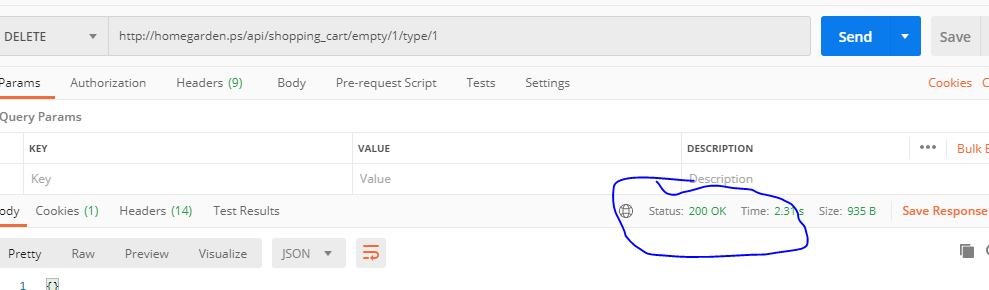 DELETE http://homegarden.ps/api/shopping_cart/empty/1/type/1 Send Save
Params Authorization Headers (9) Body Pre-request Script Tests Settings Cookies C
Query Params
KEY VALUE DESCRIPTION ••• Bulk E
Key Value Description
ody Cookies (1) Headers (14) Test Results Status: 200 OK Time: 2.31 s Size: 935 B Save Response
Pretty Raw Preview Visualize JSON
1 {}